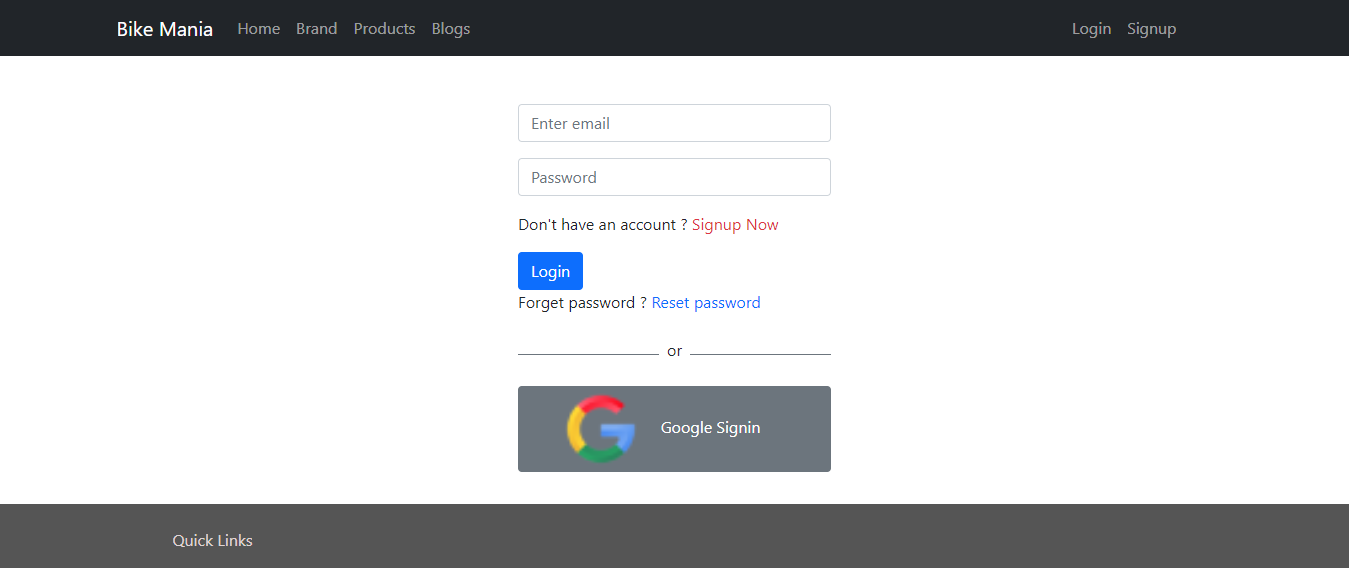 Bike Mania Home Brand Products Blogs Login Signup
Enter email
Password
Don't have an account ? Signup Now
Login
Forget password ? Reset password
or
Google Signin
Quick Links